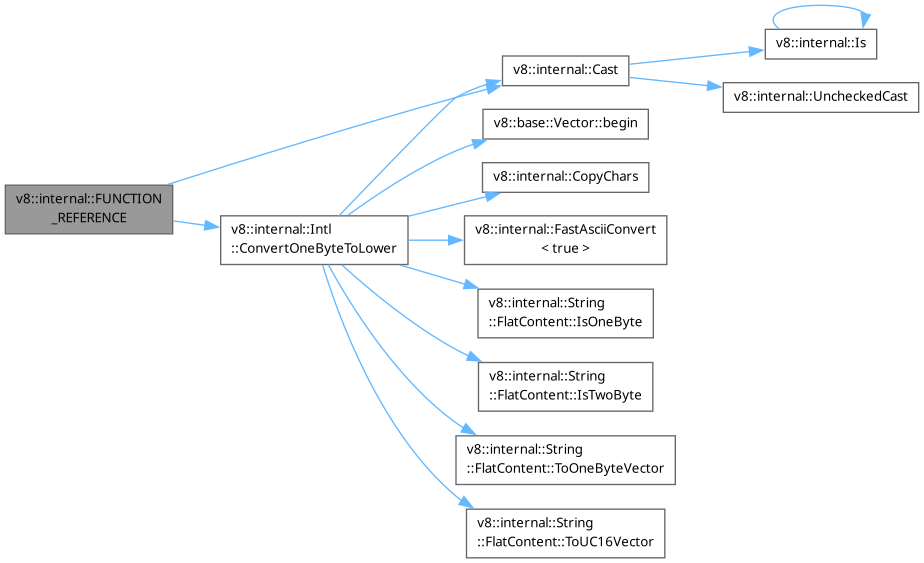 v8::internal::FUNCTION
_REFERENCE
v8::internal::Cast
v8::internal::Is
v8::internal::UncheckedCast
v8::internal::Intl
::ConvertOneByteToLower
v8::base::Vector::begin
v8::internal::CopyChars
v8::internal::FastAsciiConvert
< true >
v8::internal::String
::FlatContent::IsOneByte
v8::internal::String
::FlatContent::IsTwoByte
v8::internal::String
::FlatContent::ToOneByteVector
v8::internal::String
::FlatContent::ToUC16Vector